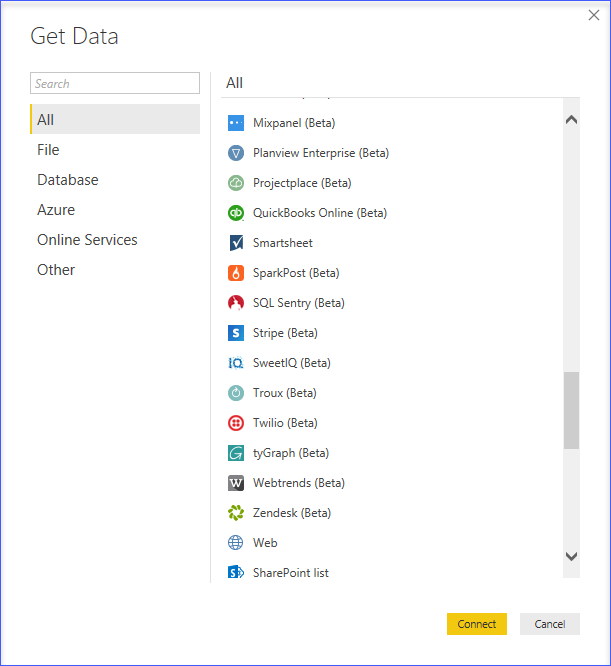 Get Data
Search
All
File
Database
Azure
Online Services
Other
All
Mixpanel (Beta)
Planview Enterprise (Beta)
Projectplace (Beta)
QuickBooks Online (Beta)
Smartsheet
SparkPost (Beta)
SQL Sentry (Beta)
Stripe (Beta)
SweetIQ (Beta)
Troux (Beta)
Twilio (Beta)
tyGraph (Beta)
Webtrends (Beta)
Zendesk (Beta)
Web
SharePoint list
Connect
Cancel